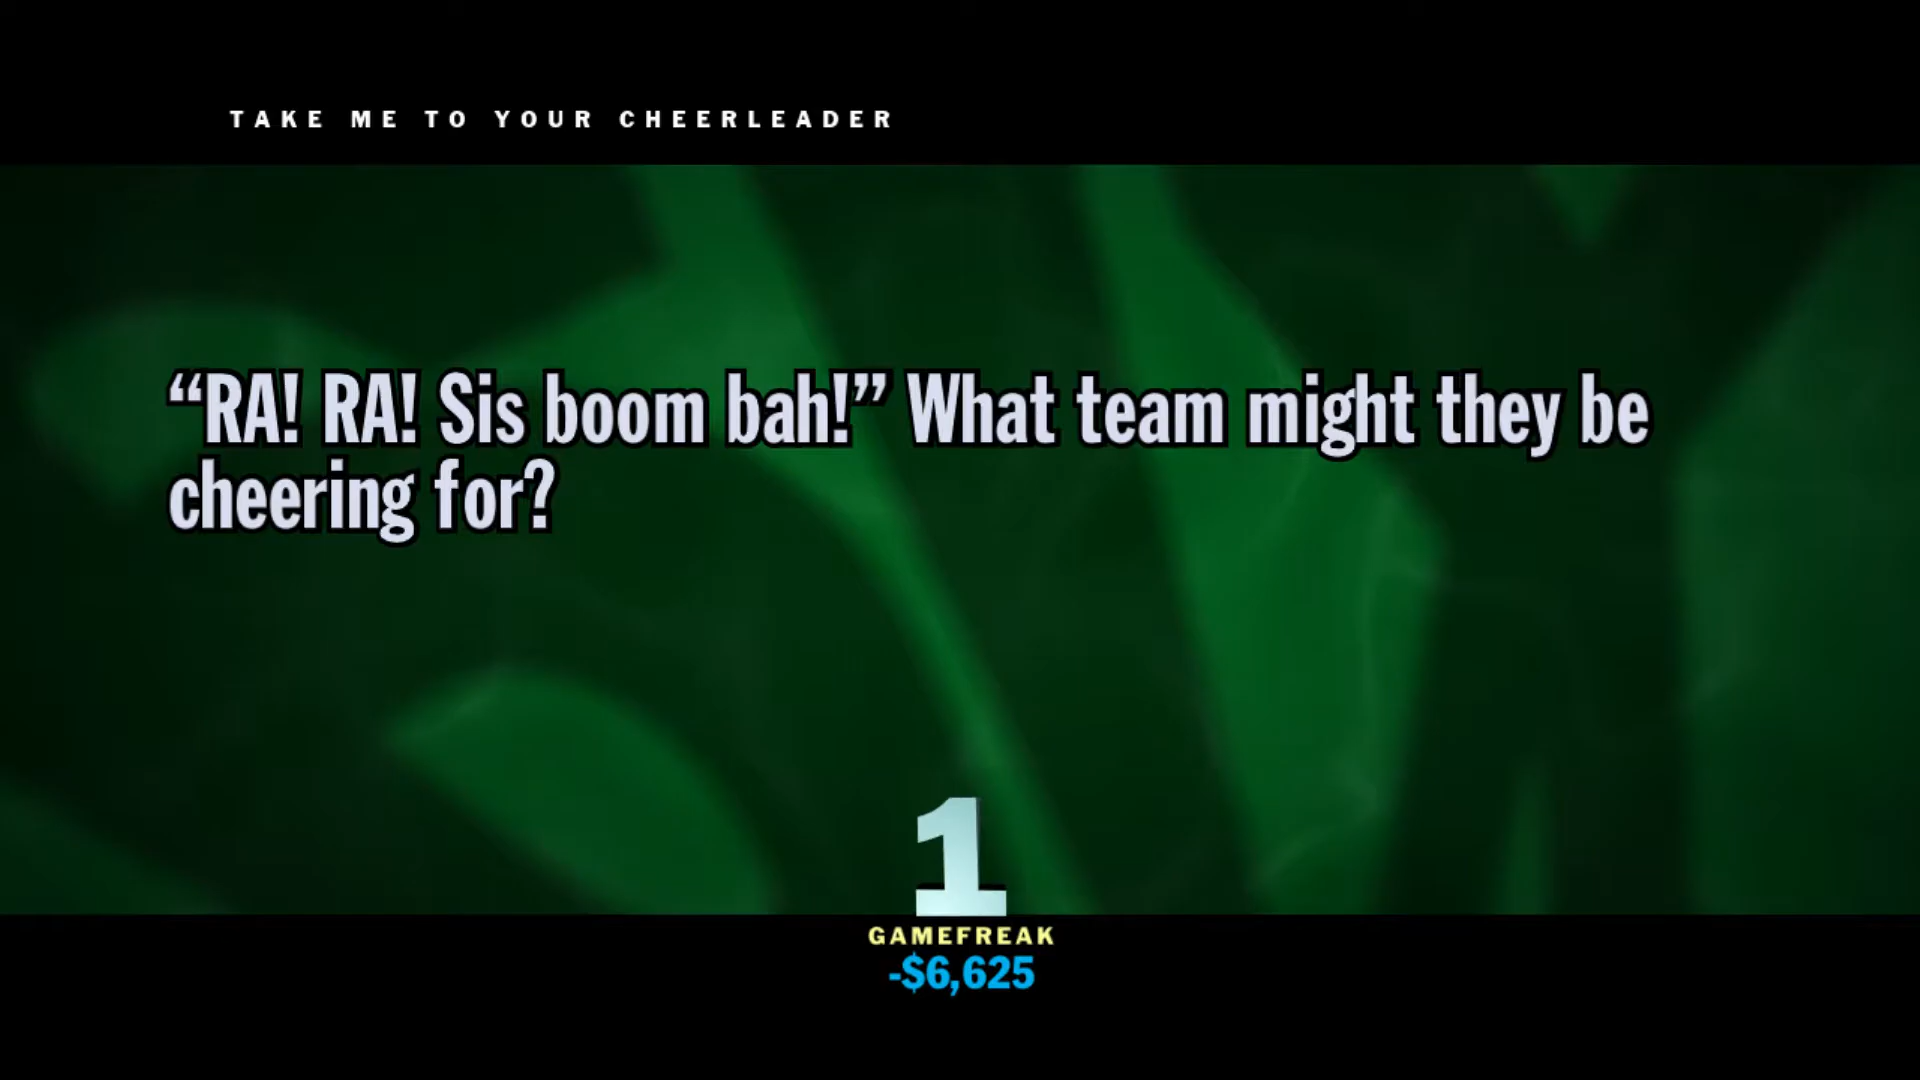 TAKE ME TO YOUR CHEERLEADER
“RA! RA! Sis boom bah!” What team might they be
cheering for?
1
GAMEFREAK
-$6,625